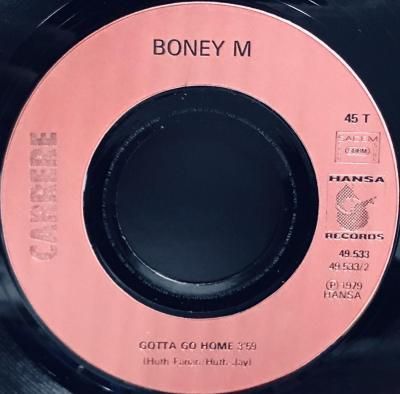 BONEY M
45 T
SACEM
CARRERE
HANSA
RECORDS
49.533
49.533/2
(P) 1979
HANSA
GOTTA GO HOME 3'59
(Huth Farian/Huth Jay)